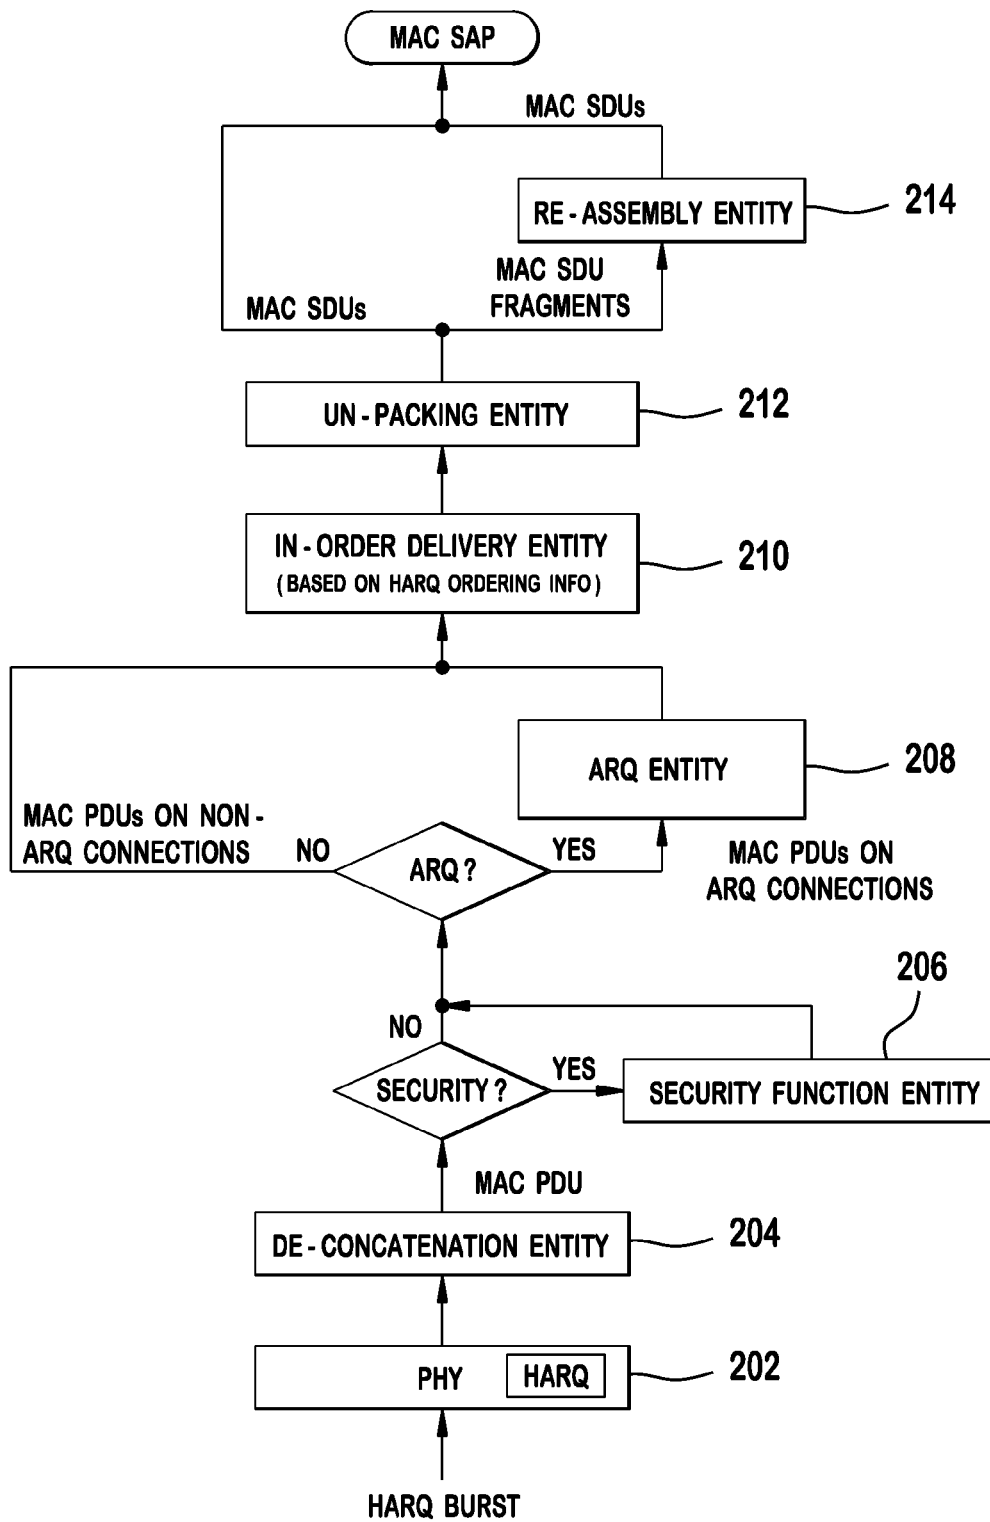 MAC SAP
MAC SDUs
RE-ASSEMBLY ENTITY
214
MAC SDU
FRAGMENTS
MAC SDUs
UN-PACKING ENTITY
212
IN-ORDER DELIVERY ENTITY
(BASED ON HARQ ORDERING INFO)
210
ARQ ENTITY
208
MAC PDUs ON NON-
ARQ CONNECTIONS
NO
ARQ?
YES
MAC PDUs ON
ARQ CONNECTIONS
206
NO
SECURITY?
YES
SECURITY FUNCTION ENTITY
MAC PDU
DE-CONCATENATION ENTITY
204
PHY
HARQ
202
HARQ BURST